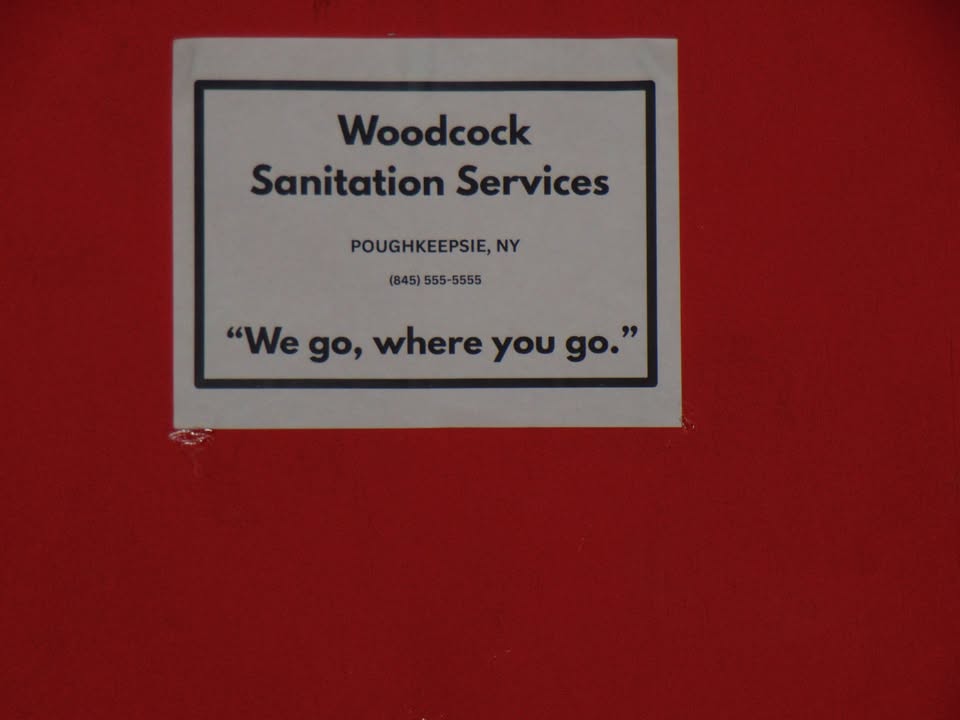 Woodcock
Sanitation Services
POUGHKEEPSIE, NY
(845) 555-5555
“We go, where you go.”